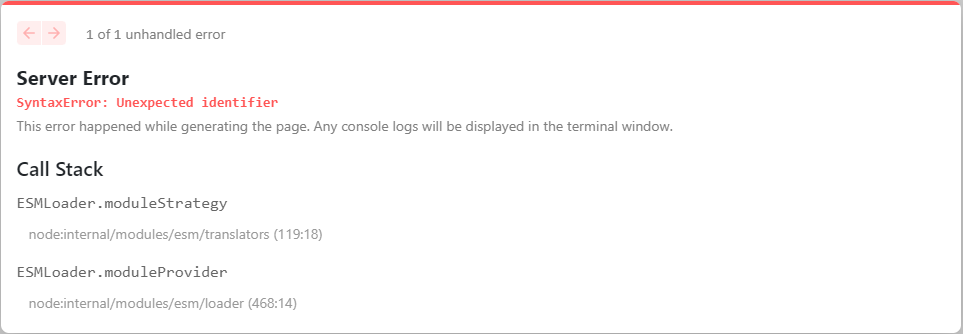 1 of 1 unhandled error
Server Error
SyntaxError: Unexpected identifier
This error happened while generating the page. Any console logs will be displayed in the terminal window.
Call Stack
ESMLoader.moduleStrategy
node:internal/modules/esm/translators (119:18)
ESMLoader.moduleProvider
node:internal/modules/esm/loader (468:14)